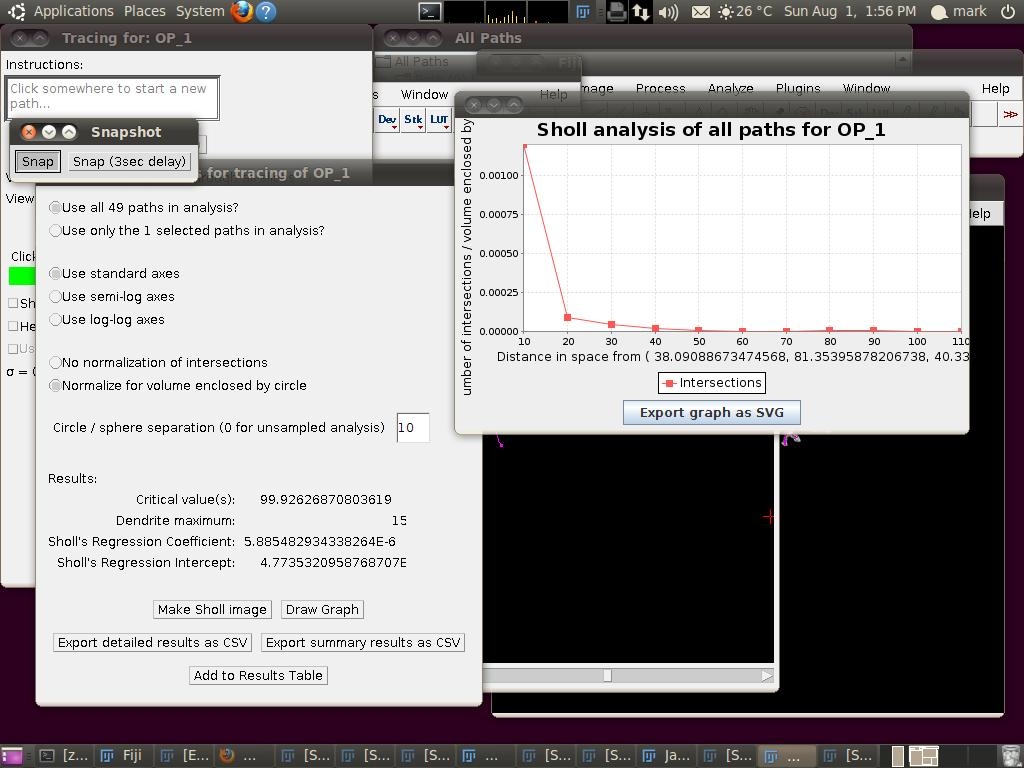 Applications Places System
26 °C Sun Aug 1, 1:56 PM mark
Tracing for: OP_1
All Paths
Instructions:
Click somewhere to start a new
path...
All Paths
Window
Help
Process Analyze Plugins Window Help
Dev Stk LUT
>>
Snapshot
Snap
Snap (3sec delay)
for tracing of OP_1
View
Use all 49 paths in analysis?
Use only the 1 selected paths in analysis?
Use standard axes
Use semi-log axes
Use log-log axes
No normalization of intersections
Normalize for volume enclosed by circle
Circle / sphere separation (0 for unsampled analysis) 10
Results:
Critical value(s): 99.92626870803619
Dendrite maximum: 15
Sholl's Regression Coefficient: 5.885482934338264E-6
Sholl's Regression Intercept: 4.7735320958768707E
Make Sholl image
Draw Graph
Export detailed results as CSV
Export summary results as CSV
Add to Results Table
Sholl analysis of all paths for OP_1
umber of intersections / volume enclosed by
0.00100
0.00075
0.00050
0.00025
0.00000
10 20 30 40 50 60 70 80 90 100 110
Distance in space from ( 38.09088673474568, 81.35395878206738, 40.33
Intersections
Export graph as SVG
σ =
[z... Fiji [E... ... [S... [S... [S... ... [S... [S... Ja... [S... ... [S...